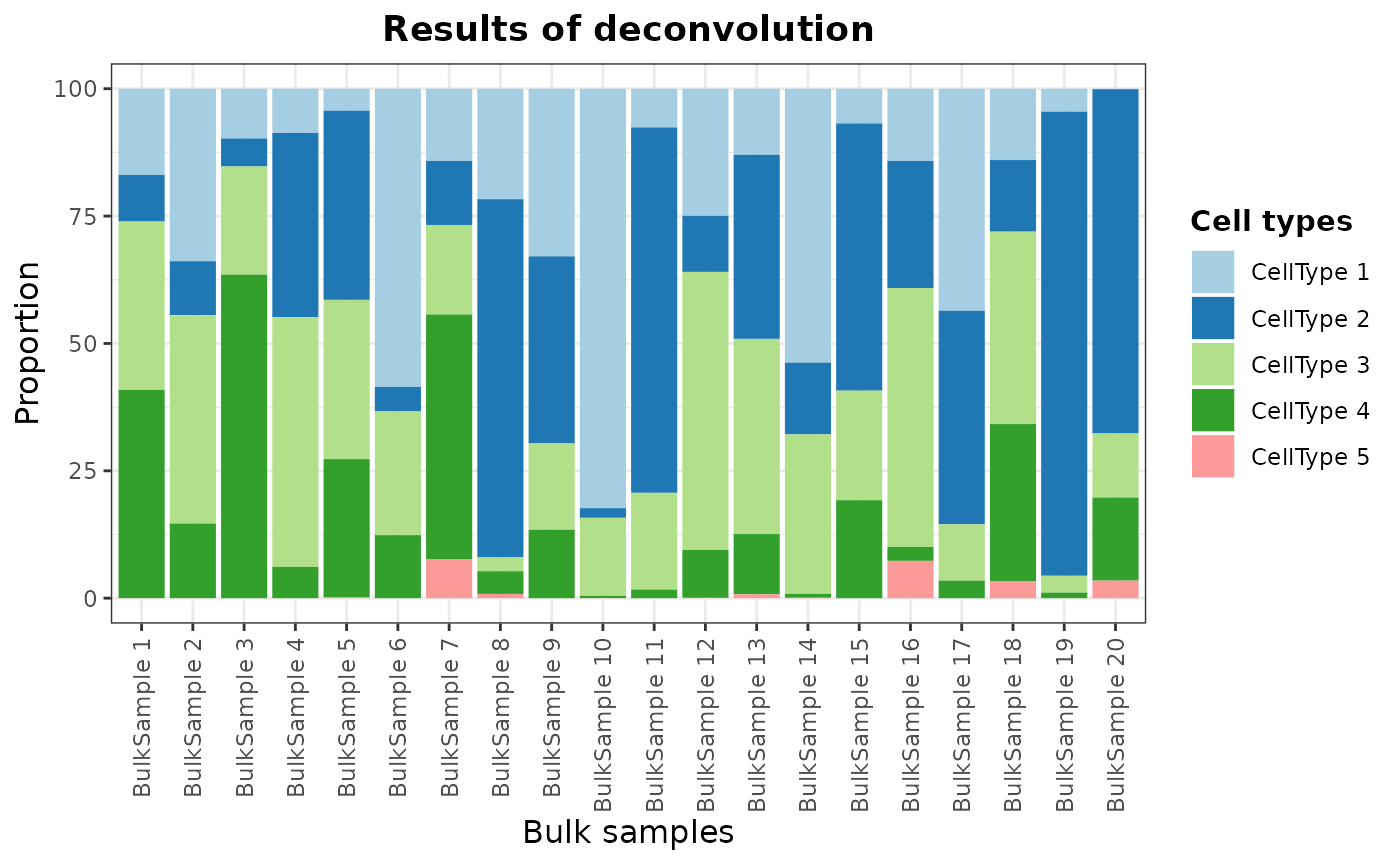 Results of deconvolution
Proportion
100
75
50
25
0
BulkSample 1
BulkSample 2
BulkSample 3
BulkSample 4
BulkSample 5
BulkSample 6
BulkSample 7
BulkSample 8
BulkSample 9
BulkSample 10
BulkSample 11
BulkSample 12
BulkSample 13
BulkSample 14
BulkSample 15
BulkSample 16
BulkSample 17
BulkSample 18
BulkSample 19
BulkSample 20
Bulk samples
Cell types
CellType 1
CellType 2
CellType 3
CellType 4
CellType 5